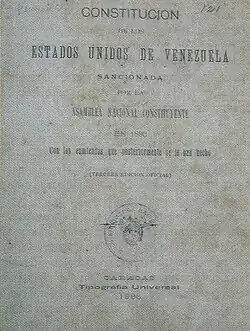 121
CONSTITUCION
DE LOS
ESTADOS UNIDOS DE VENEZUELA
SANCIONADA
POR LA
ASAMBLEA NACIONAL CONSTITUYENTE
EN
Con las enmiendas que posteriormente se le han hecho
(TERCERA EDICION OFICIAL)
CARACAS
Tipografía Universal